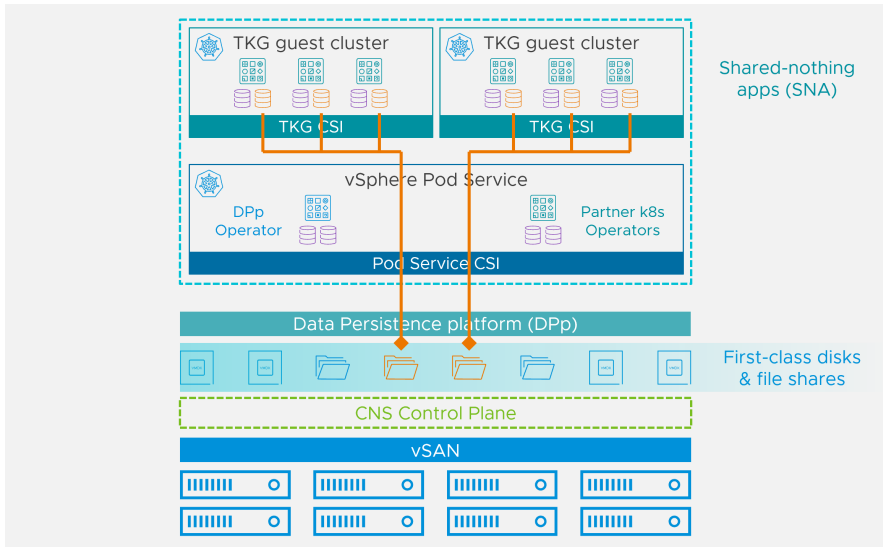 TKG guest cluster
TKG guest cluster
Shared-nothing
apps (SNA)
TKG CSI
TKG CSI
vSphere Pod Service
DPp
Operator
Partner k8s
Operators
Pod Service CSI
Data Persistence platform (DPp)
First-class disks
& file shares
CNS Control Plane
vSAN